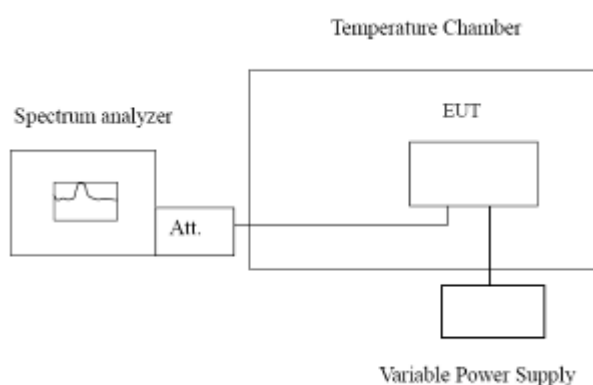 Temperature Chamber
Spectrum analyzer
EUT
Att.
Variable Power Supply